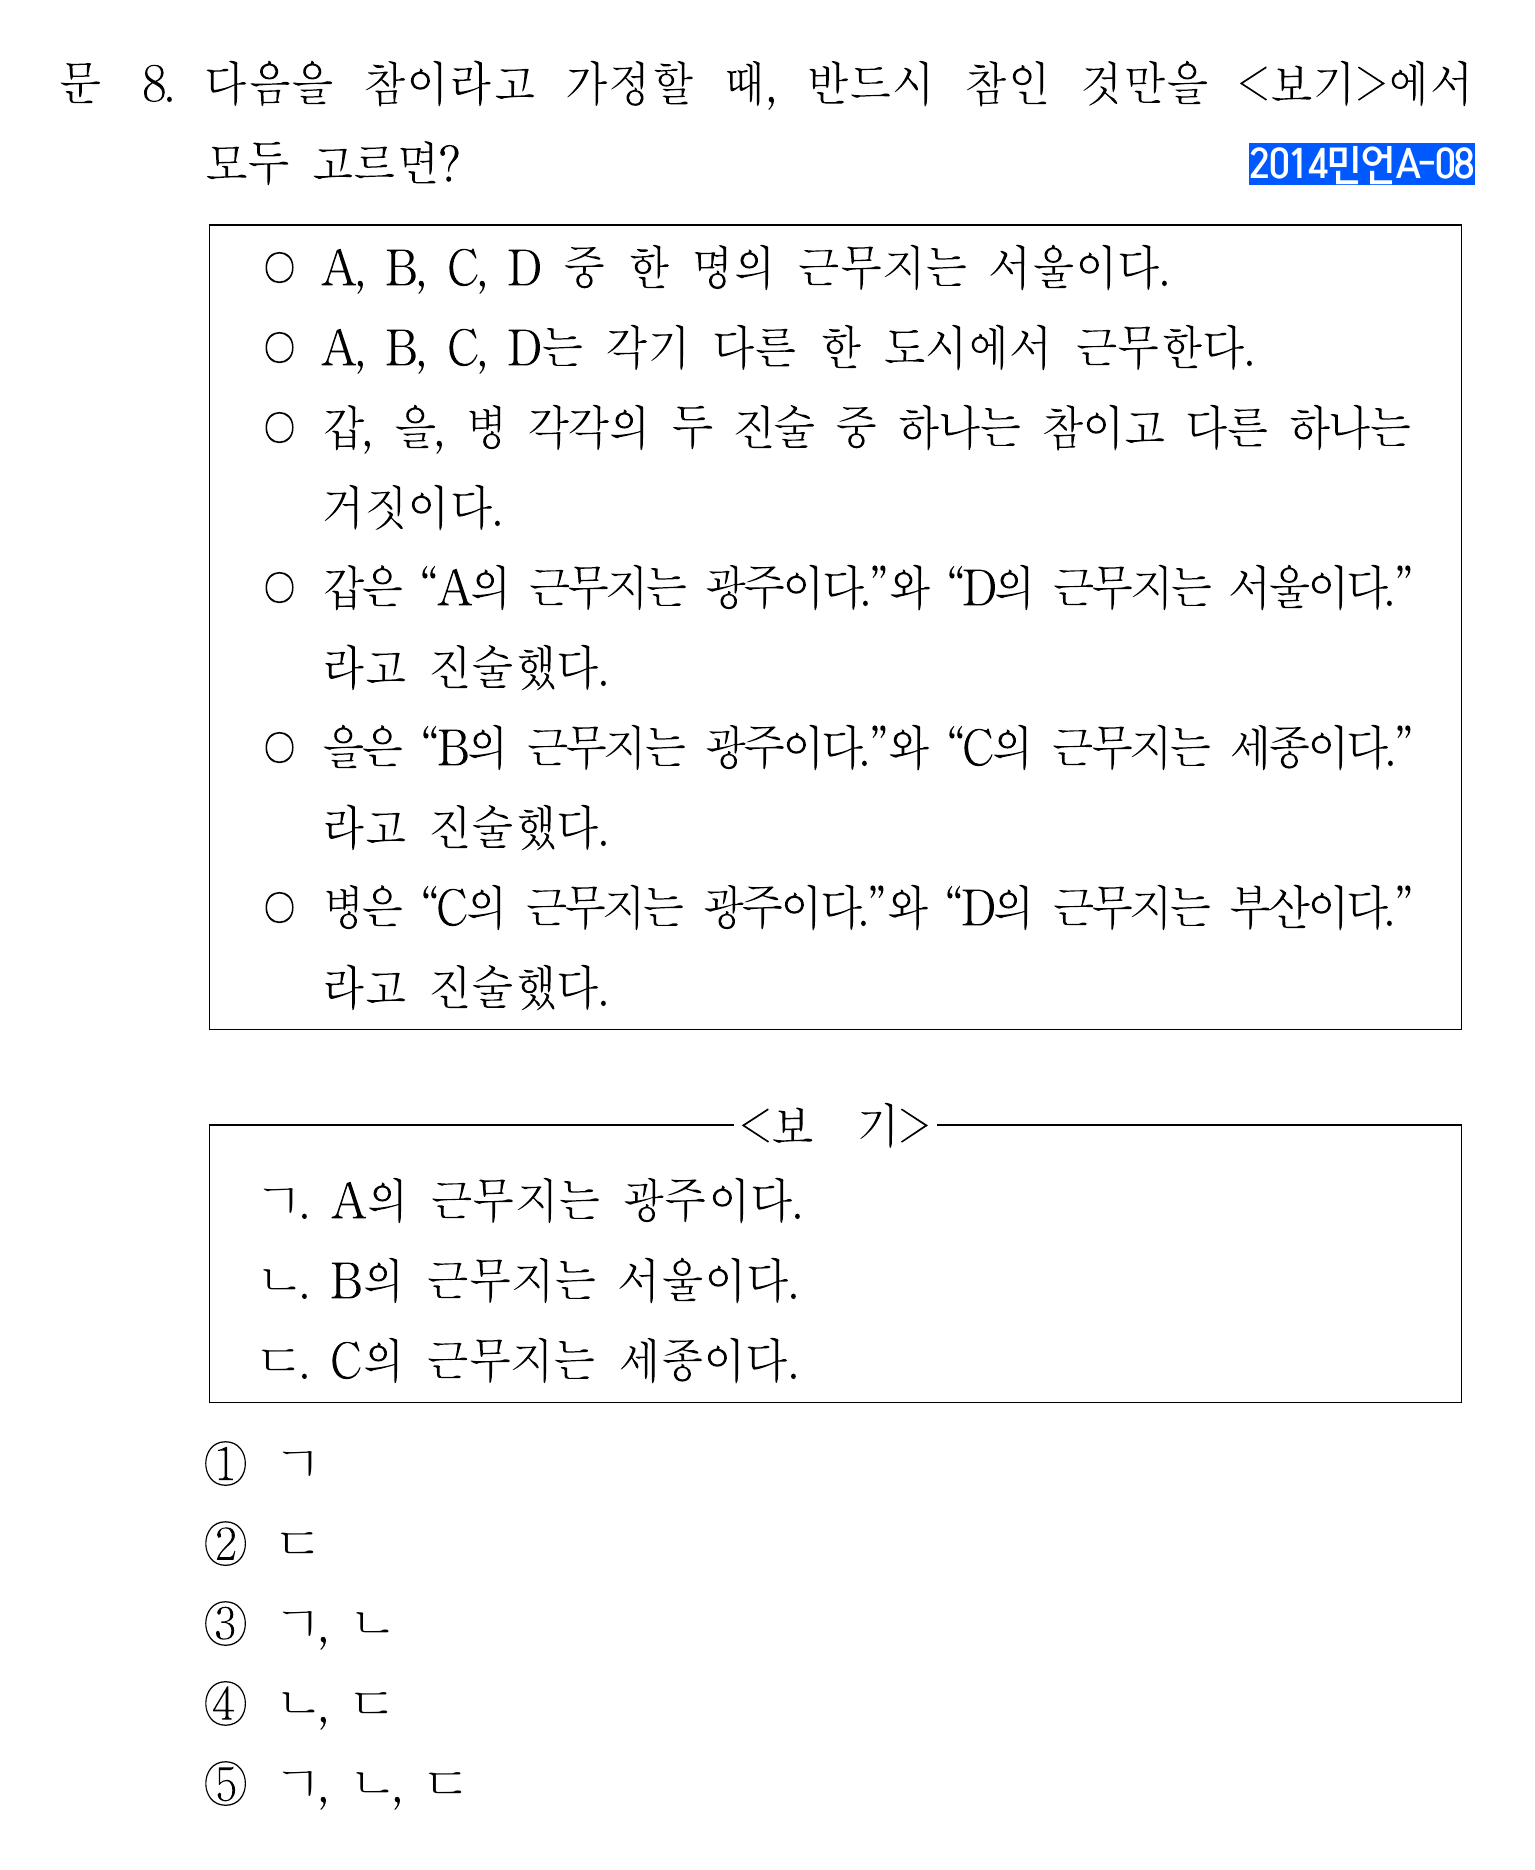 문 8. 다음을 참이라고 가정할 때, 반드시 참인 것만을 <보기>에서
모두 고르면?
2014민언A-08
○ A, B, C, D 중 한 명의 근무지는 서울이다.
○ A, B, C, D는 각기 다른 한 도시에서 근무한다.
○ 갑, 을, 병 각각의 두 진술 중 하나는 참이고 다른 하나는
거짓이다.
○ 갑은 “A의 근무지는 광주이다.”와 “D의 근무지는 서울이다.”
라고 진술했다.
○ 을은 “B의 근무지는 광주이다.”와 “C의 근무지는 세종이다.”
라고 진술했다.
○ 병은 “C의 근무지는 광주이다.”와 “D의 근무지는 부산이다.”
라고 진술했다.
<보 기>
ㄱ. A의 근무지는 광주이다.
ㄴ. B의 근무지는 서울이다.
ㄷ. C의 근무지는 세종이다.
① ㄱ
② ㄷ
③ ㄱ, ㄴ
④ ㄴ, ㄷ
⑤ ㄱ, ㄴ, ㄷ